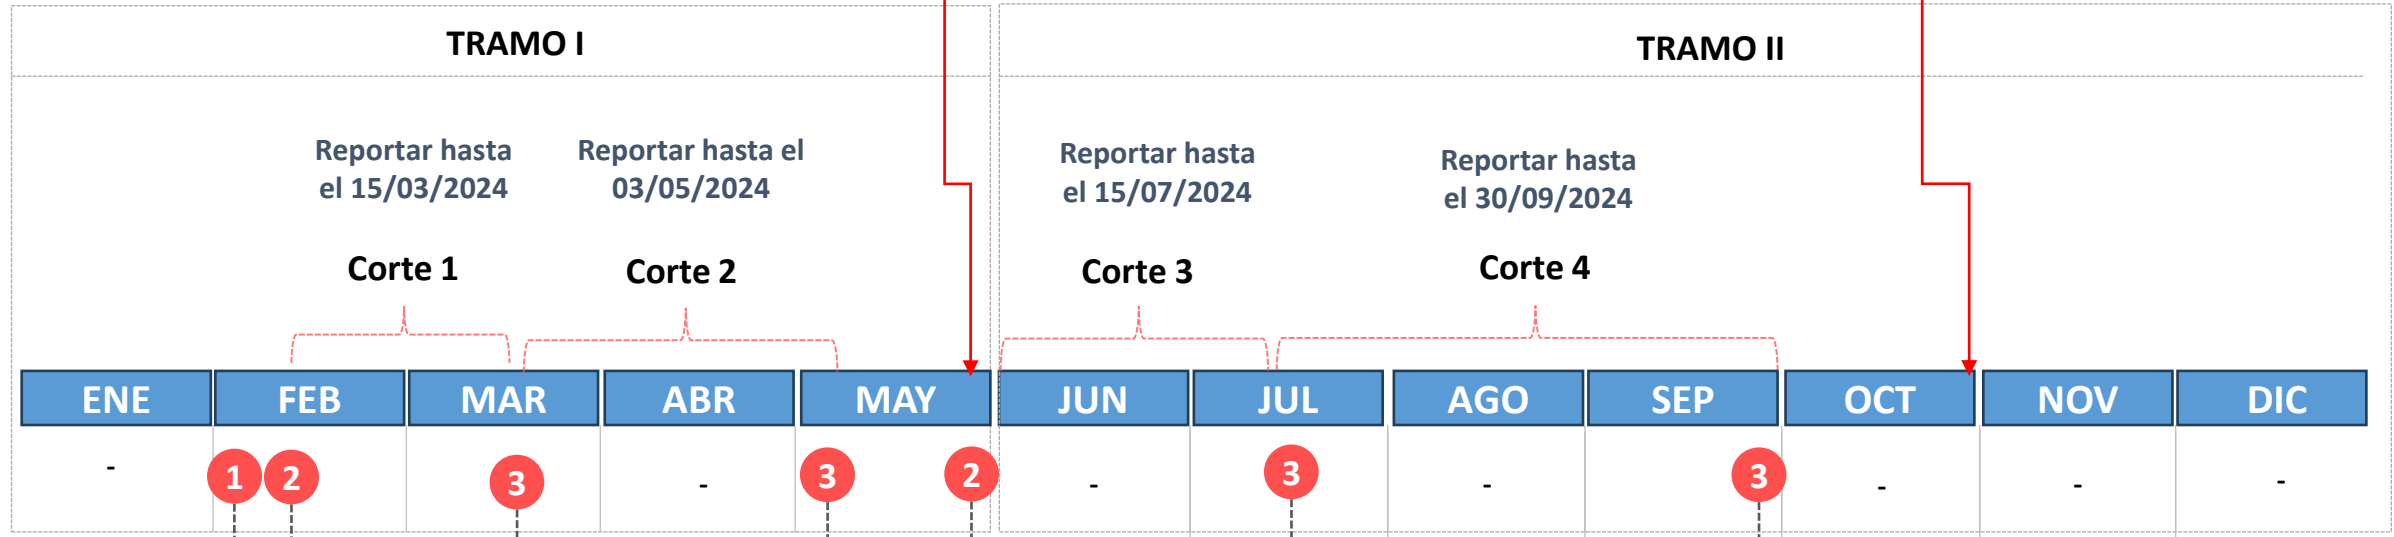 TRAMO I
TRAMO II
Reportar hasta
el 15/03/2024
Reportar hasta el
03/05/2024
Reportar hasta
el 15/07/2024
Reportar hasta
el 30/09/2024
Corte 1
Corte 2
Corte 3
Corte 4
ENE
FEB
MAR
ABR
MAY
JUN
JUL
AGO
SEP
OCT
NOV
DIC
-
1
2
3
-
3
2
-
3
-
3
-
-
-